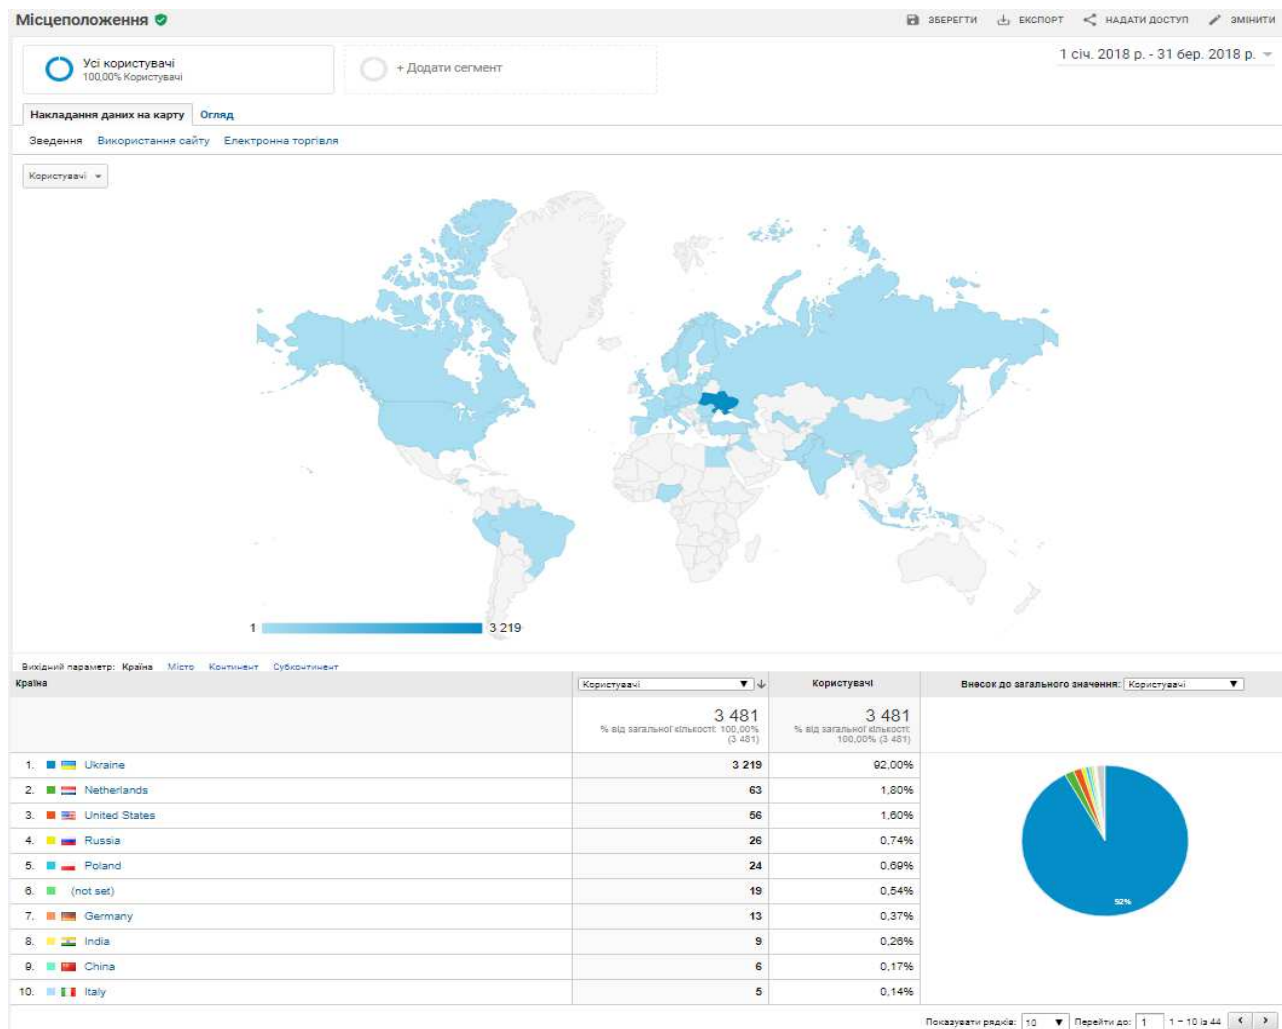 Місцеположення
ЗБЕРЕГТИ ЕКСПОРТ НАДАТИ ДОСТУП ЗМІНИТИ
Усі користувачі
100,00% Користувачі
+ Додати сегмент
1 січ. 2018 р. - 31 бер. 2018 р.
Накладання даних на карту Огляд
Зведення Використання сайту Електронна торгівля
Користувачі
1 3 219
Вихідний параметр: Країна Місто Континент Субконтинент
Країна Користувачі Користувачі Внесок до загального значення: Користувачі
3 481 3 481
% від загальної кількості: 100,00% (3 481) % від загальної кількості: 100,00% (3 481)
1. Ukraine 3 219 92,00%
2. Netherlands 63 1,80%
3. United States 56 1,60%
4. Russia 26 0,74%
5. Poland 24 0,69%
6. (not set) 19 0,54%
7. Germany 13 0,37%
8. India 9 0,26%
9. China 6 0,17%
10. Italy 5 0,14%
92%
Показувати рядків: 10 Перейти до: 1 1 – 10 із 44